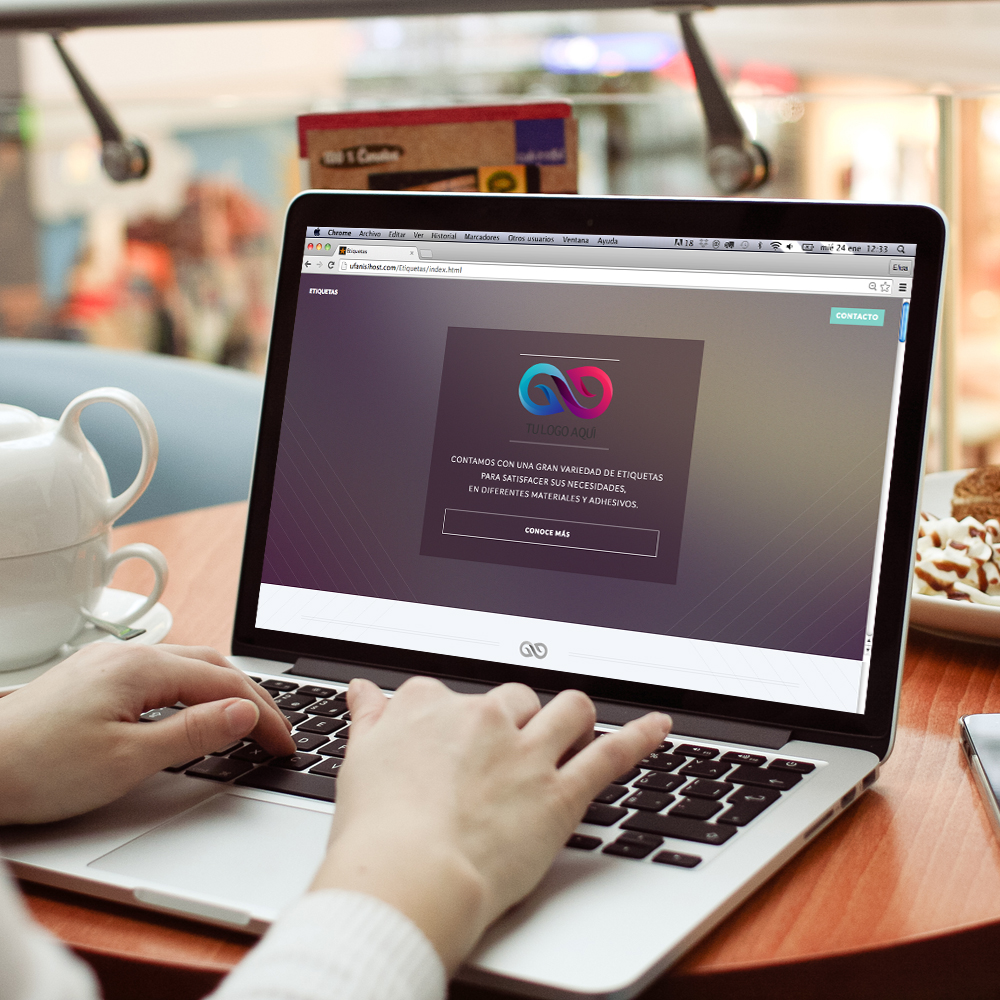 100 % Canales
Chrome Archivo Editar Ver Historial Marcadores Otros usuarios Ventana Ayuda
18
mié 24 ene 12:33
Etiquetas
ufanisihost.com/Etiquetas/index.html
ETIQUETAS
CONTACTO
TU LOGO AQUÍ
CONTAMOS CON UNA GRAN VARIEDAD DE ETIQUETAS
PARA SATISFACER SUS NECESIDADES,
EN DIFERENTES MATERIALES Y ADHESIVOS.
CONOCE MÁS